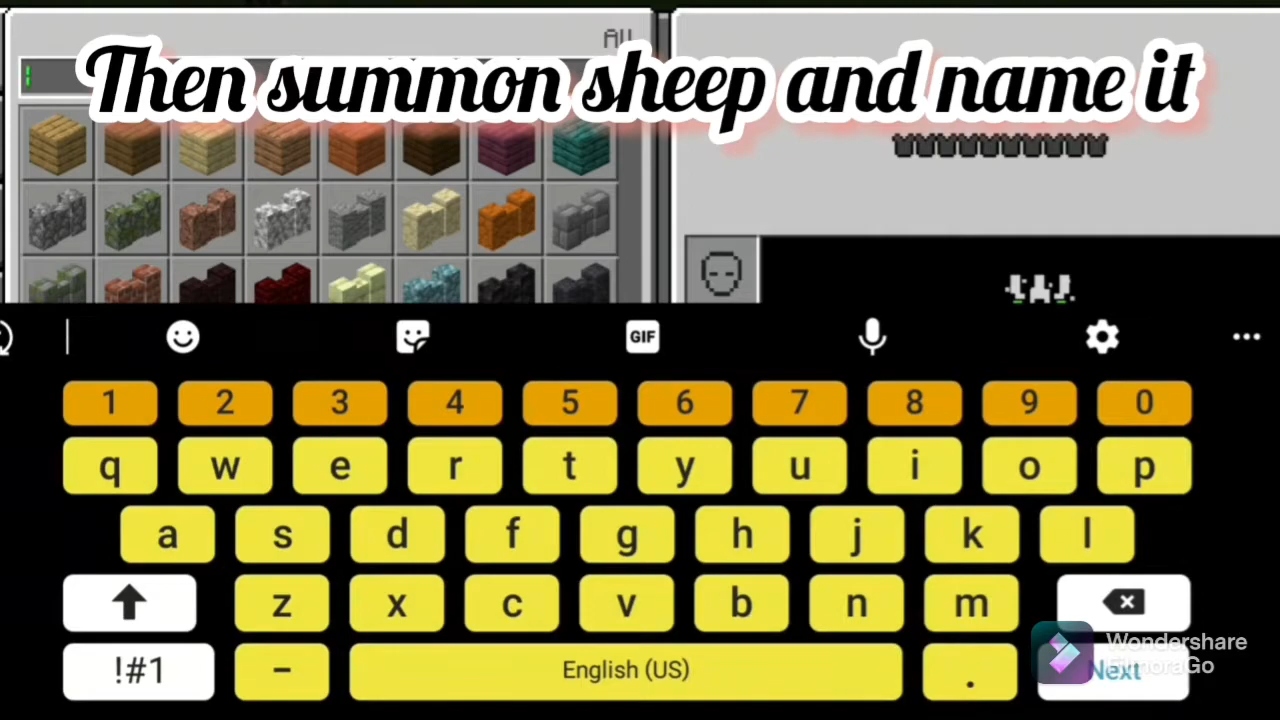 All
Then summon sheep and name it
GIF
1 2 3 4 5 6 7 8 9 0
q w e r t y u i o p
a s d f g h j k l
z x c v b n m
!#1 - English (US) . Next
Wondershare
FilmoraGo